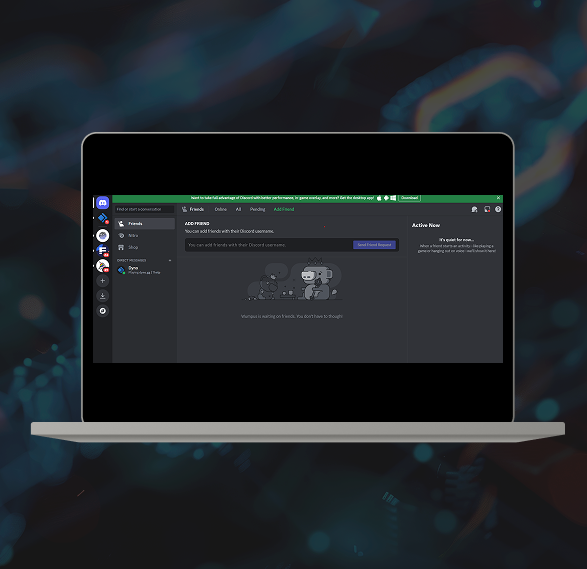 Want to take full advantage of Discord with better performance, in-game overlay, and more? Get the desktop app! Download
Find or start a conversation
Friends Online All Pending Add Friend
Friends
Nitro
Shop
DIRECT MESSAGES +
Dyno
ADD FRIEND
You can add friends with their Discord username.
You can add friends with their Discord username. Send Friend Request
Wumpus is waiting on friends. You don't have to though!
Active Now
It's quiet for now...
When a friend starts an activity—like playing a
game or hanging out on voice—we'll show it here!